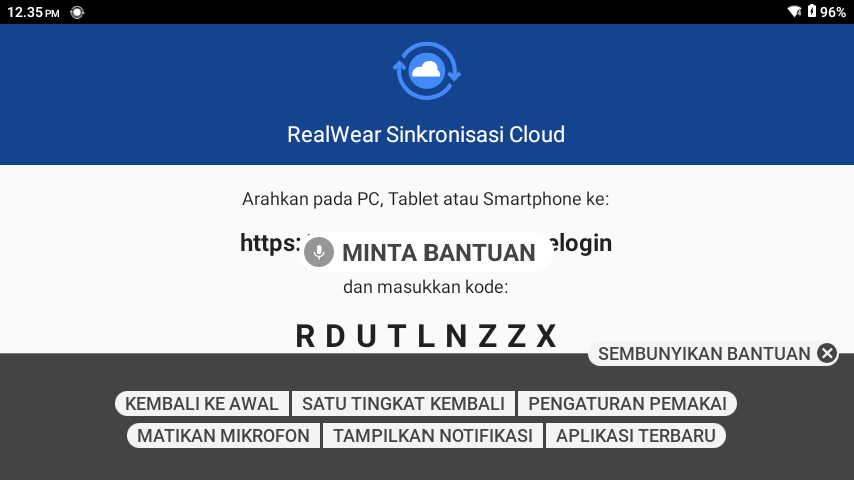 12.35 PM 96%
RealWear Sinkronisasi Cloud
Arahkan pada PC, Tablet atau Smartphone ke:
https: elogin
MINTA BANTUAN
dan masukkan kode:
RDUTLNZZX
SEMBUNYIKAN BANTUAN
KEMBALI KE AWAL SATU TINGKAT KEMBALI PENGATURAN PEMAKAI
MATIKAN MIKROFON TAMPILKAN NOTIFIKASI APLIKASI TERBARU